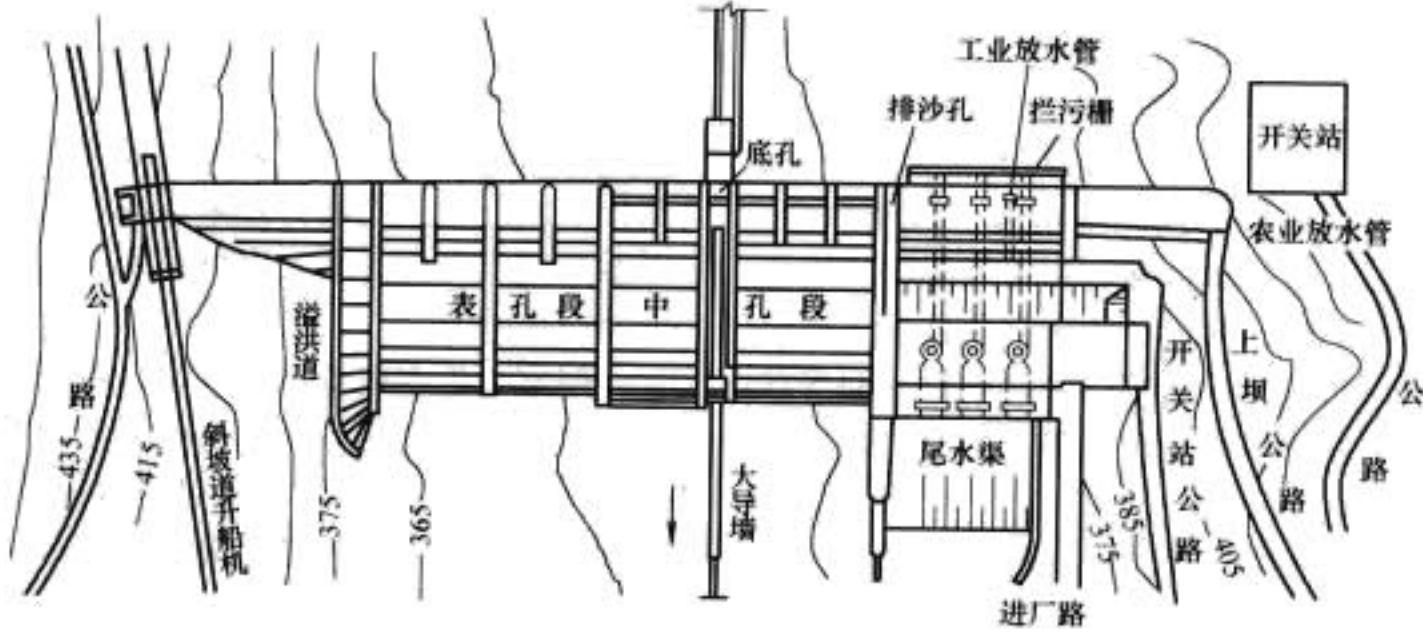 工业放水管
排沙孔
拦污栅
开关站
底孔
农业放水管
公路
溢洪道
表孔段
中孔段
开关站公路
上坝公路
公路
435
415
斜坡道升船机
375
365
大导墙
尾水渠
375
385
405
进厂路